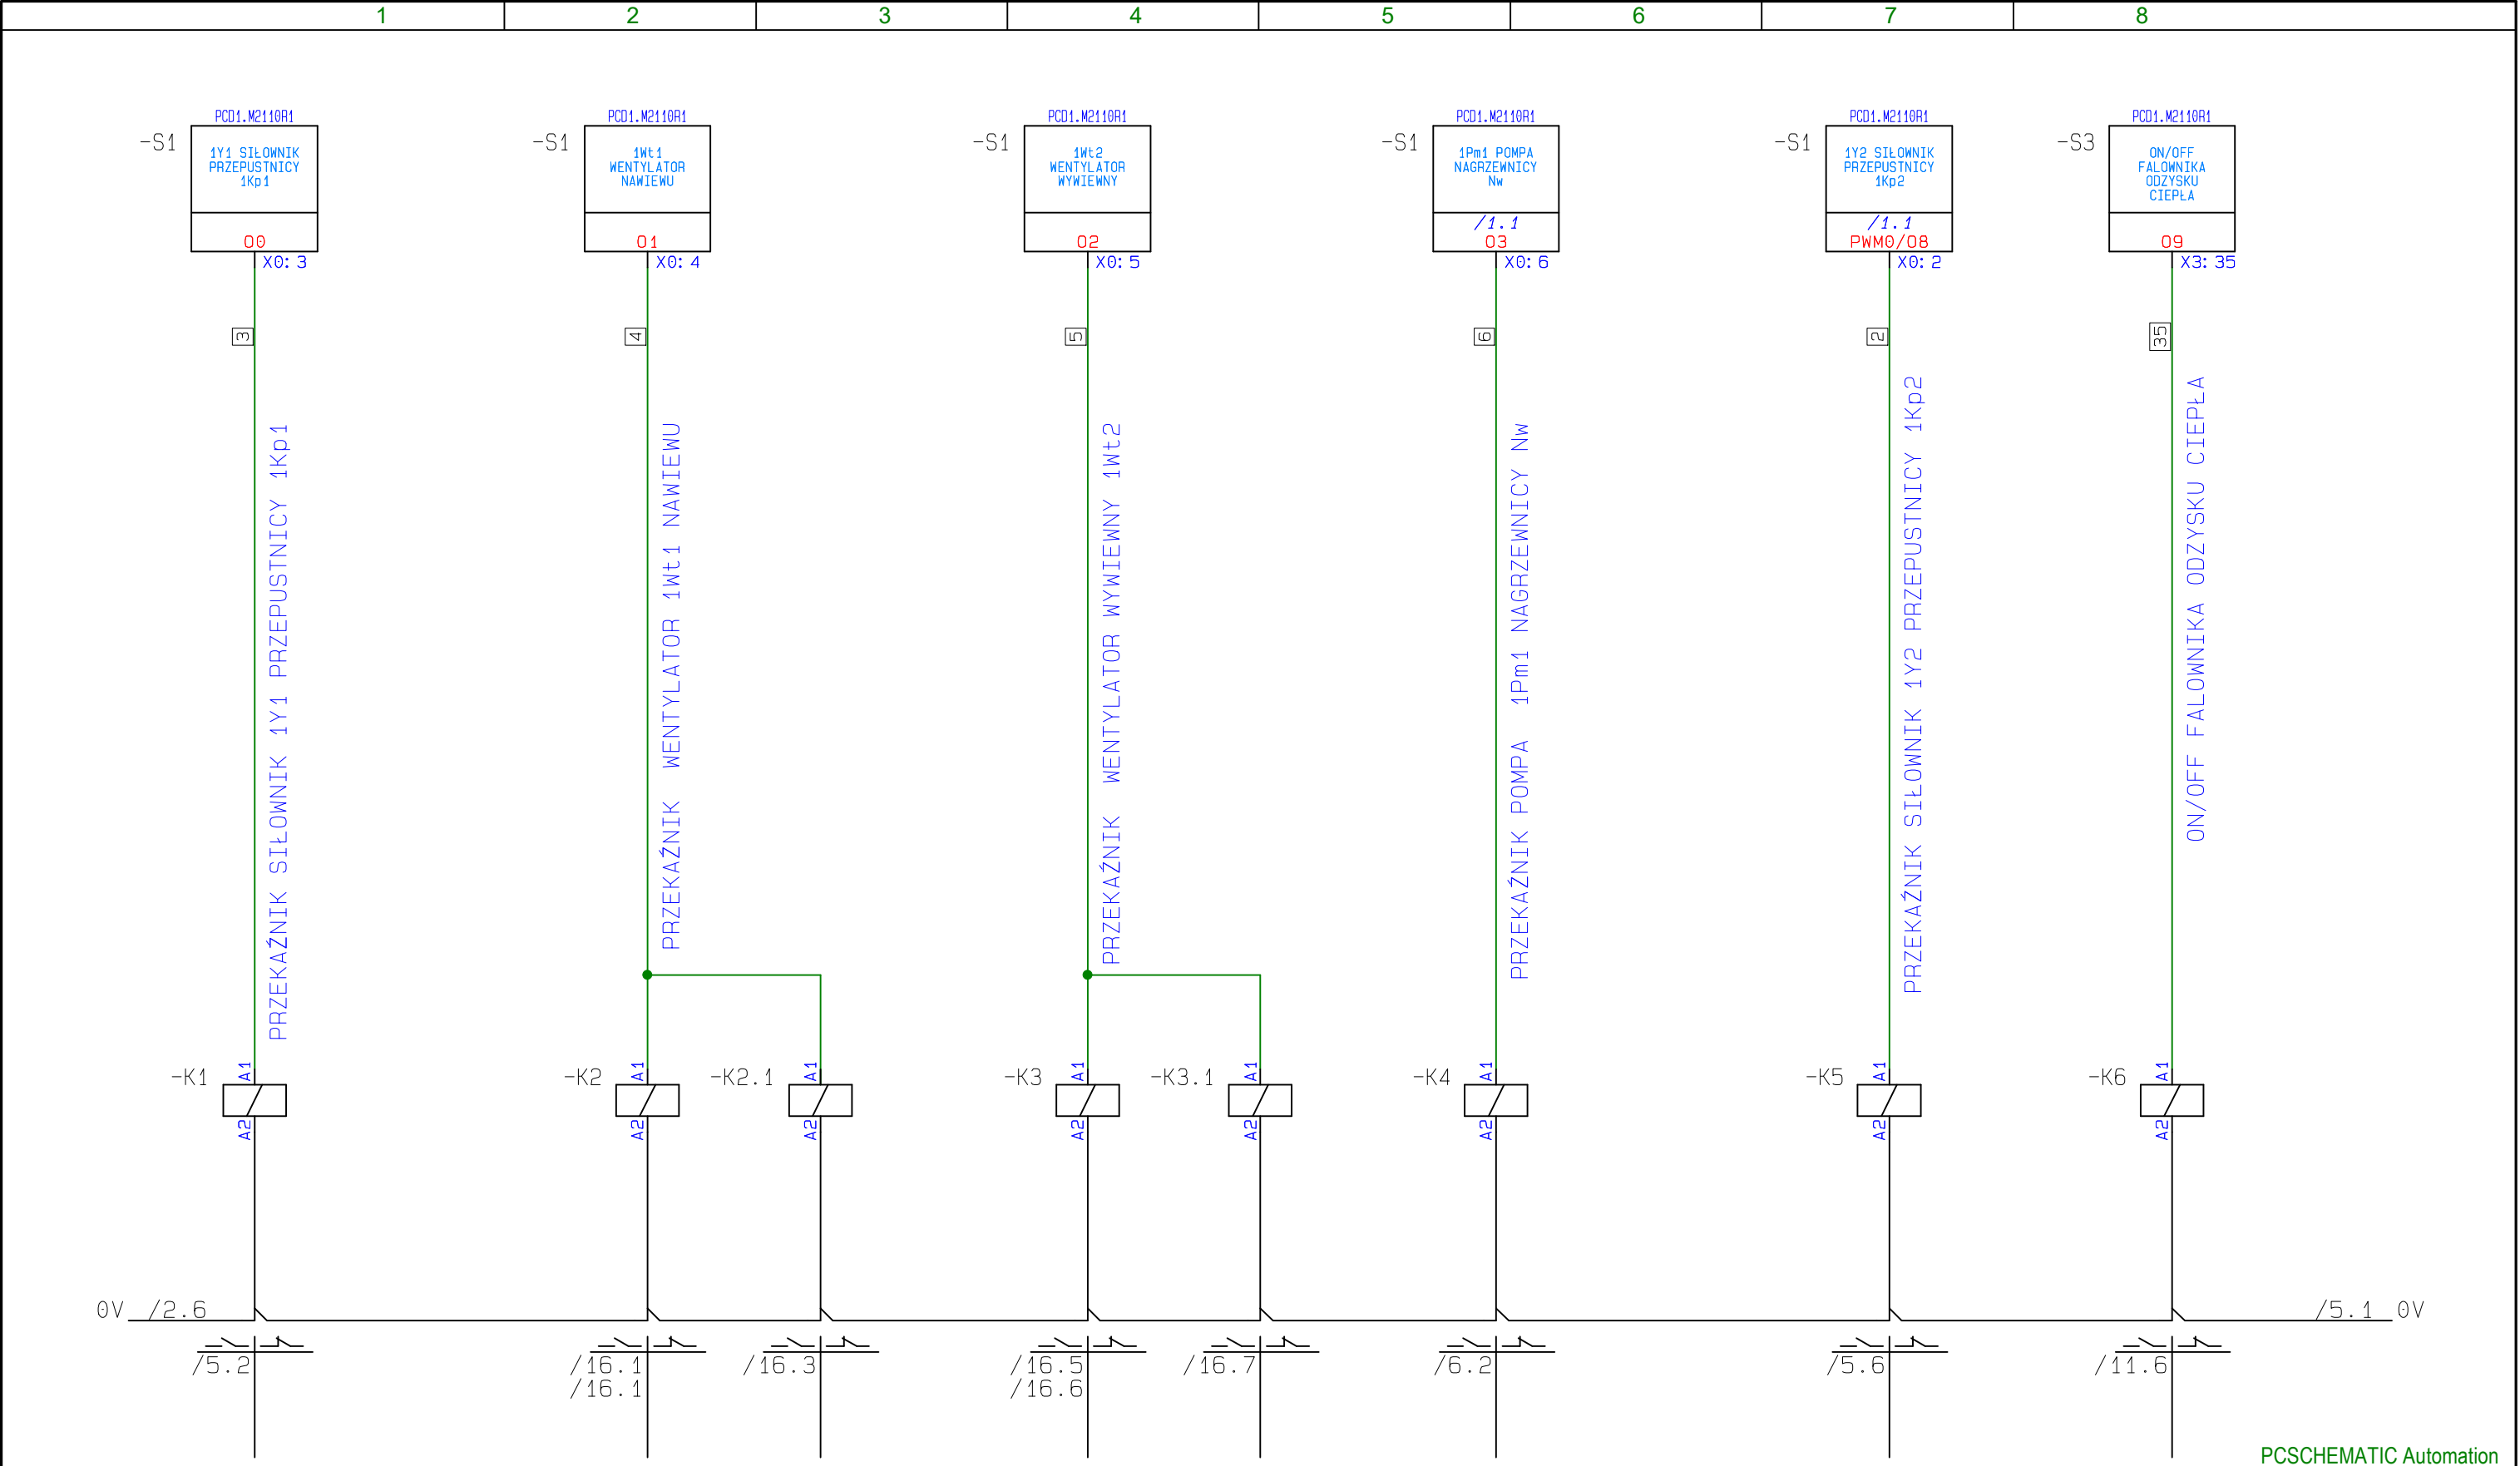 1 2 3 4 5 6 7 8
PCD1.M2110R1
-S1
1Y1 SIŁOWNIK
PRZEPUSTNICY
1Kp1
O0
X0:3
3
PRZEKAŹNIK SIŁOWNIK 1Y1 PRZEPUSTNICY 1Kp1
-K1
A1
A2
PCD1.M2110R1
-S1
1Wt1
WENTYLATOR
NAWIEWU
O1
X0:4
4
PRZEKAŹNIK WENTYLATOR 1Wt1 NAWIEWU
-K2
A1
A2
-K2.1
A1
A2
PCD1.M2110R1
-S1
1Wt2
WENTYLATOR
WYWIEWNY
O2
X0:5
5
PRZEKAŹNIK WENTYLATOR WYWIEWNY 1Wt2
-K3
A1
A2
-K3.1
A1
A2
PCD1.M2110R1
-S1
1Pm1 POMPA
NAGRZEWNICY
Nw
/1.1
O3
X0:6
6
PRZEKAŹNIK POMPA 1Pm1 NAGRZEWNICY Nw
-K4
A1
A2
PCD1.M2110R1
-S1
1Y2 SIŁOWNIK
PRZEPUSTNICY
1Kp2
/1.1
PWM0/O8
X0:2
2
PRZEKAŹNIK SIŁOWNIK 1Y2 PRZEPUSTNICY 1Kp2
-K5
A1
A2
PCD1.M2110R1
-S3
ON/OFF
FALOWNIKA
ODZYSKU
CIEPŁA
O9
X3:35
35
ON/OFF FALOWNIKA ODZYSKU CIEPŁA
-K6
A1
A2
0V /2.6
/5.1 0V
/5.2 /16.1 /16.3 /16.5 /16.7 /6.2 /5.6 /11.6
/16.1 /16.6
PCSCHEMATIC Automation